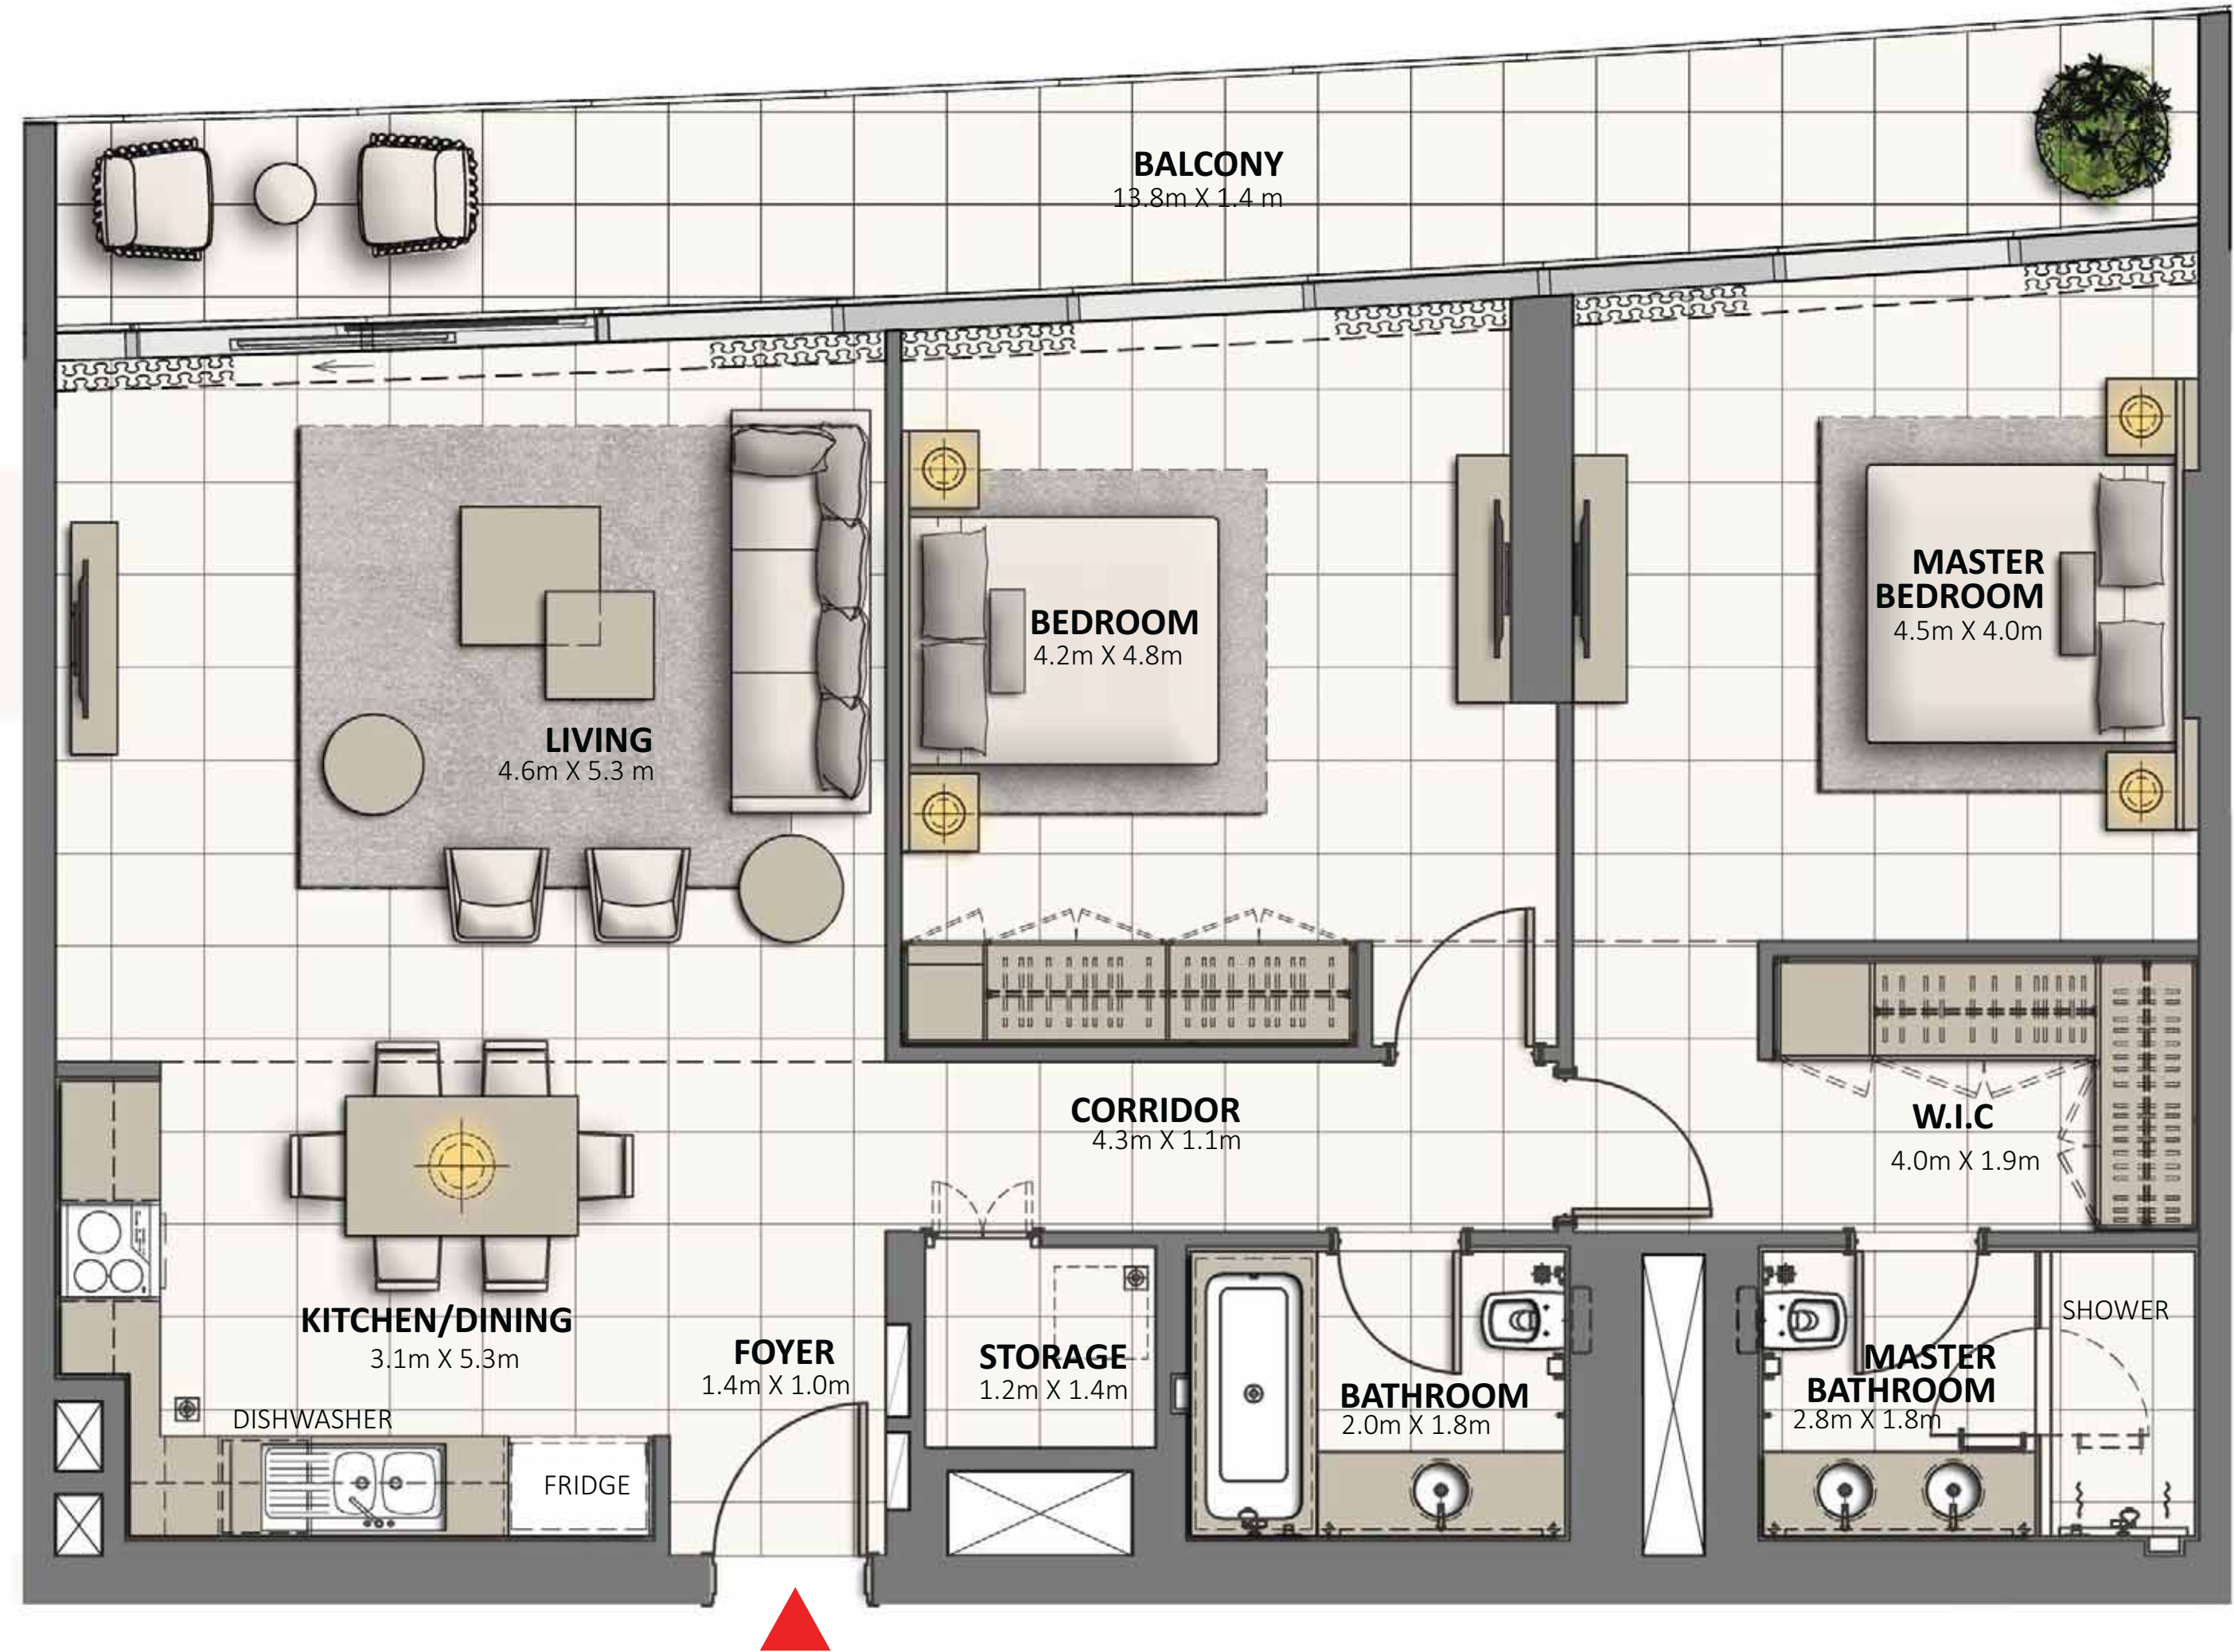 BALCONY
13.8m X 1.4 m
MASTER
BEDROOM
4.5m X 4.0m
BEDROOM
4.2m X 4.8m
LIVING
4.6m X 5.3 m
CORRIDOR
4.3m X 1.1m
W.I.C
4.0m X 1.9m
KITCHEN/DINING
3.1m X 5.3m
FOYER
1.4m X 1.0m
STORAGE
1.2m X 1.4m
BATHROOM
2.0m X 1.8m
SHOWER
MASTER
BATHROOM
2.8m X 1.8m
DISHWASHER
FRIDGE